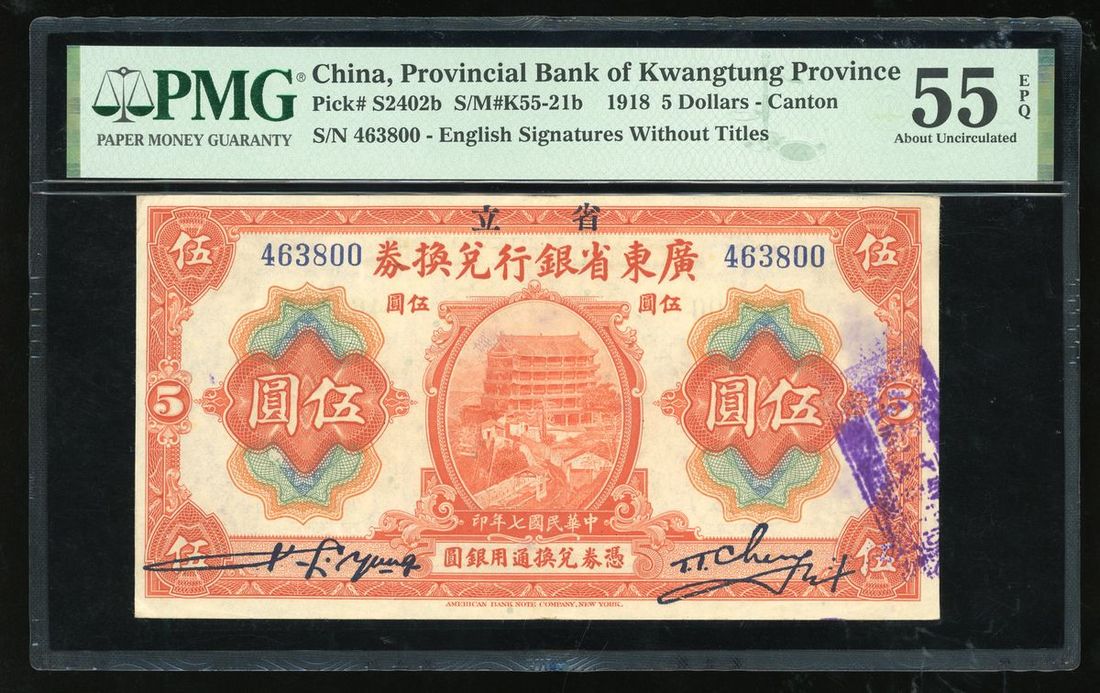 PMG®
PAPER MONEY GUARANTY
China, Provincial Bank of Kwangtung Province
Pick# S2402b S/M#K55-21b 1918 5 Dollars - Canton
S/N 463800 - English Signatures Without Titles
55 EPQ
About Uncirculated
立 省
伍 伍
463800 券換兌行銀省東廣 463800
圓伍 圓伍
圓伍 圓伍
5 5
印年七國民華中
伍 伍
圓銀用通換兌券憑
AMERICAN BANK NOTE COMPANY, NEW YORK.